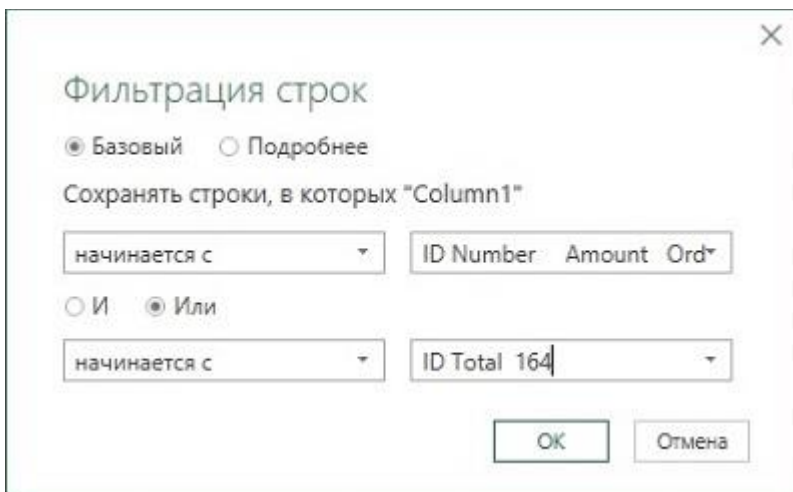 Фильтрация строк
Базовый Подробнее
Сохранять строки, в которых "Column1"
начинается с ID Number Amount Ord
И Или
начинается с ID Total 164
ОК Отмена